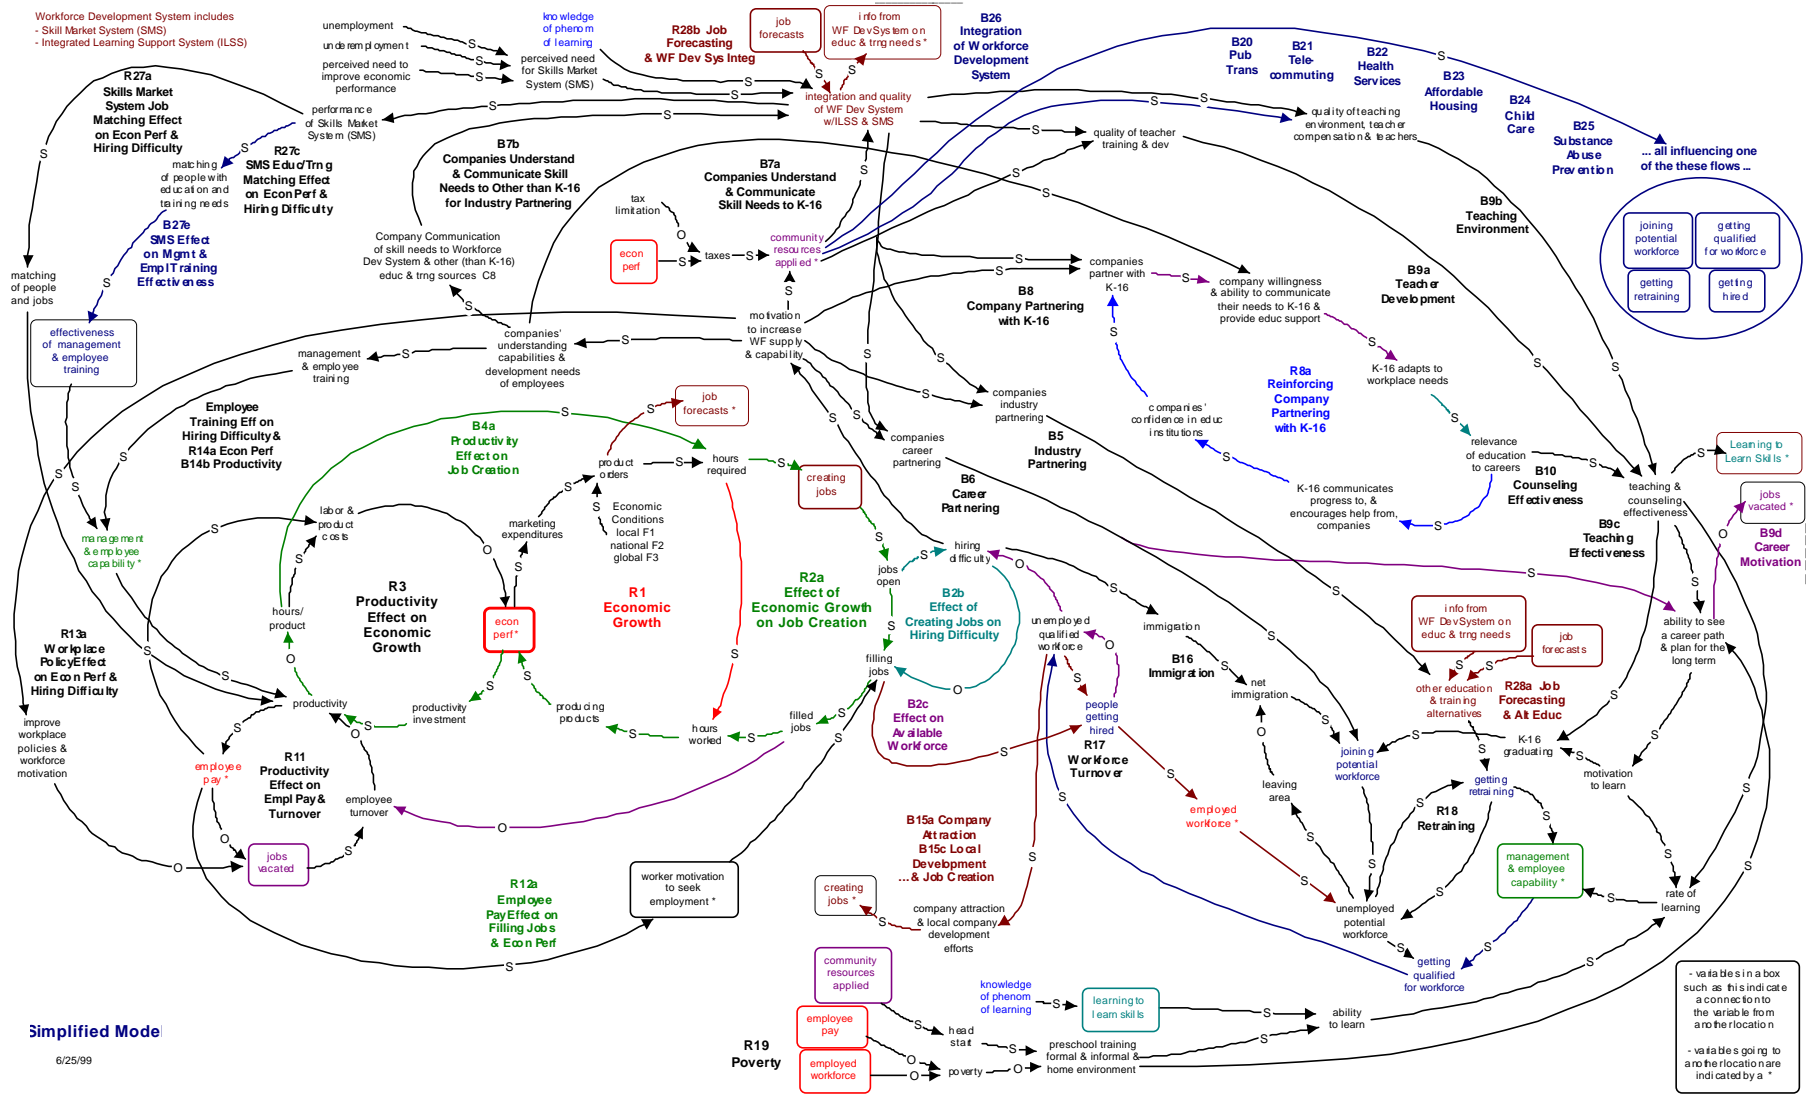 Workforce Development System includes
- Skill Market System (SMS)
- Integrated Learning Support System (ILSS)
unemployment
underemployment
perceived need to
improve economic
performance
perceived need
for Skills Market
System (SMS)
knowledge
of phenom
of learning
R28b Job
Forecasting
& WF Dev Sys Integ
job
forecasts
info from
WF DevSystem on
educ & trng needs *
B26
Integration
of Workforce
Development
System
B20
Pub
Trans
B21
Tele-
commuting
B22
Health
Services
B23
Affordable
Housing
B24
Child
Care
B25
Substance
Abuse
Prevention
... all influencing one
of the these flows ...
joining
potential
workforce
getting
qualified
for workforce
getting
retraining
getting
hired
R27a
Skills Market
System Job
Matching Effect
on Econ Perf &
Hiring Difficulty
performance
of Skills Market
System (SMS)
integration and quality
of WF Dev System
w/ILSS & SMS
quality of teaching
environment, teacher
compensation & teachers
quality of teacher
training & dev
matching
of people with
education and
training needs
R27c
SMS Educ/Trng
Matching Effect
on Econ Perf &
Hiring Difficulty
B7b
Companies Understand
& Communicate Skill
Needs to Other than K-16
for Industry Partnering
B7a
Companies Understand
& Communicate
Skill Needs to K-16
B27e
SMS Effect
on Mgmt &
Empl Training
Effectiveness
Company Communication
of skill needs to Workforce
Dev System & other (than K-16)
educ & trng sources C8
tax
limitation
econ
perf
taxes
community
resources
applied *
B9b
Teaching
Environment
B9a
Teacher
Development
matching
of people
and jobs
effectiveness
of management
& employee
training
management
& employee
training
companies'
understanding
capabilities &
development needs
of employees
motivation
to increase
WF supply
& capability
B8
Company Partnering
with K-16
companies
partner with
K-16
company willingness
& ability to communicate
their needs to K-16 &
provide educ support
K-16 adapts to
workplace needs
R8a
Reinforcing
Company
Partnering
with K-16
companies'
confidence in educ
institutions
K-16 communicates
progress to, &
encourages help from,
companies
relevance
of education
to careers
B10
Counseling
Effectiveness
teaching &
counseling
effectiveness
Learning to
Learn Skills *
jobs
vacated *
B9d
Career
Motivation
B9c
Teaching
Effectiveness
Employee
Training Eff on
Hiring Difficulty &
R14a Econ Perf
B14b Productivity
B4a
Productivity
Effect on
Job Creation
job
forecasts *
product
orders
hours
required
creating
jobs
companies
industry
partnering
companies
career
partnering
B5
Industry
Partnering
B6
Career
Partnering
labor &
product
costs
marketing
expenditures
Economic
Conditions
local F1
national F2
global F3
management
& employee
capability *
hours/
product
R3
Productivity
Effect on
Economic
Growth
econ
perf *
R1
Economic
Growth
R2a
Effect of
Economic Growth
on Job Creation
jobs
open
B2b
Effect of
Creating Jobs on
Hiring Difficulty
hiring
difficulty
unemployed
qualified
workforce
immigration
B16
Immigration
net
immigration
info from
WF DevSystem on
educ & trng needs
job
forecasts
other education
& training
alternatives
R28a Job
Forecasting
& Alt Educ
ability to see
a career path
& plan for the
long term
R13a
Workplace
Policy Effect
on Econ Perf &
Hiring Difficulty
improve
workplace
policies &
workforce
motivation
productivity
productivity
investment
producing
products
hours
worked
filled
jobs
filling
jobs
B2c
Effect on
Available
Workforce
people
getting
hired
R17
Workforce
Turnover
leaving
area
joining
potential
workforce
K-16
graduating
motivation
to learn
getting
retraining
R18
Retraining
employee
pay *
R11
Productivity
Effect on
Empl Pay &
Turnover
employee
turnover
jobs
vacated
R12a
Employee
Pay Effect on
Filling Jobs
& Econ Perf
worker motivation
to seek
employment *
B15a Company
Attraction
B15c Local
Development
... & Job Creation
creating
jobs *
company attraction
& local company
development
efforts
employed
workforce *
unemployed
potential
workforce
management
& employee
capability *
rate of
learning
getting
qualified
for workforce
community
resources
applied
employee
pay
employed
workforce
R19
Poverty
head
start
poverty
knowledge
of phenom
of learning
learning to
learn skills
preschool training
formal & informal &
home environment
ability
to learn
- variables in a box
such as this indicate
a connection to
the variable from
another location
- variables going to
another location are
indicated by a *
Simplified Model
6/25/99